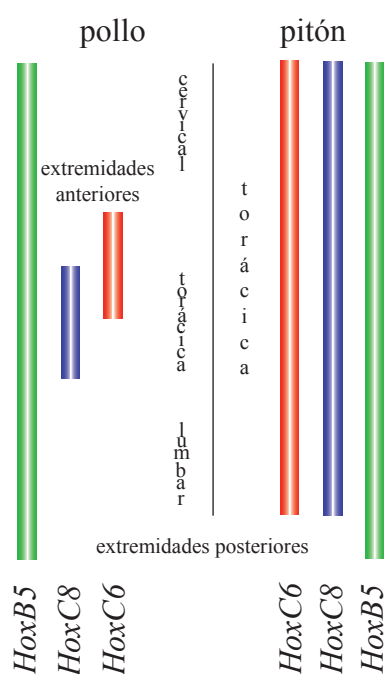 pollo
pitón
cervical
extremidades
anteriores
torácica
torácica
lumbar
extremidades posteriores
HoxB5
HoxC8
HoxC6
HoxC6
HoxC8
HoxB5